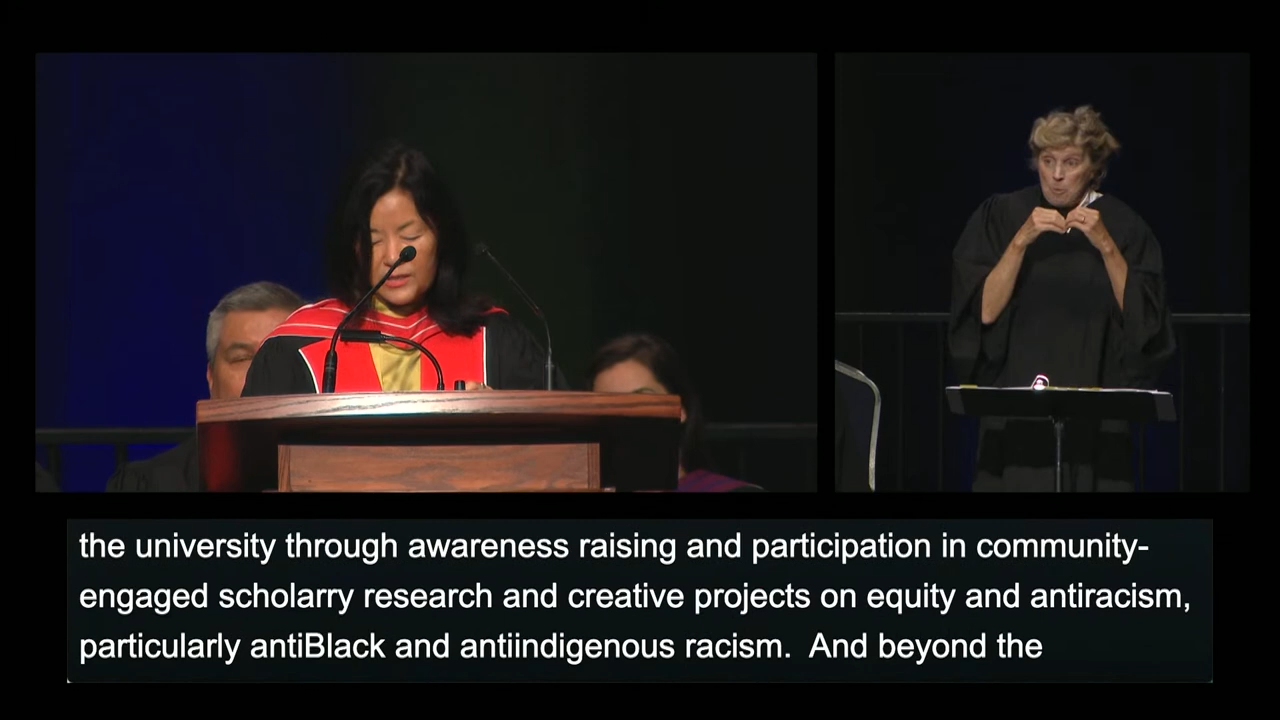 the university through awareness raising and participation in community-
engaged scholarry research and creative projects on equity and antiracism,
particularly antiBlack and antiindigenous racism.  And beyond the